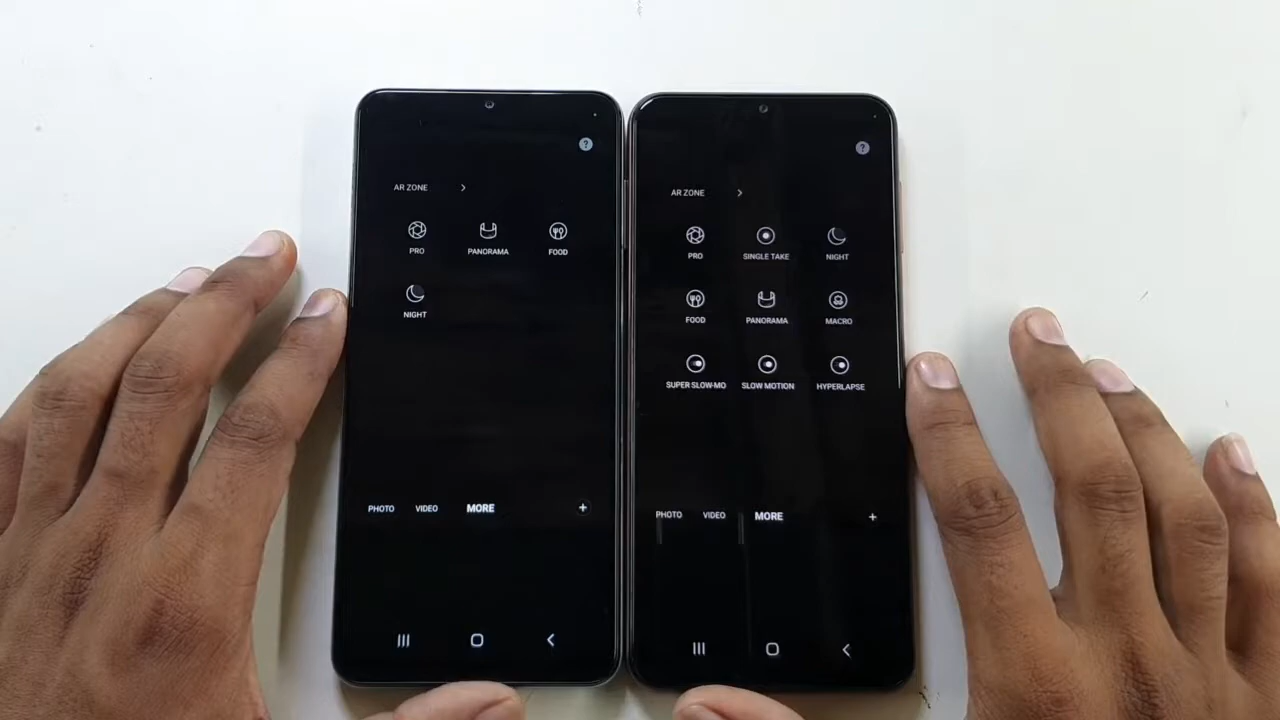 ?
AR ZONE >
PRO PANORAMA FOOD
NIGHT
PHOTO VIDEO MORE +
?
AR ZONE >
PRO SINGLE TAKE NIGHT
FOOD PANORAMA MACRO
SUPER SLOW-MO SLOW MOTION HYPERLAPSE
PHOTO VIDEO MORE +